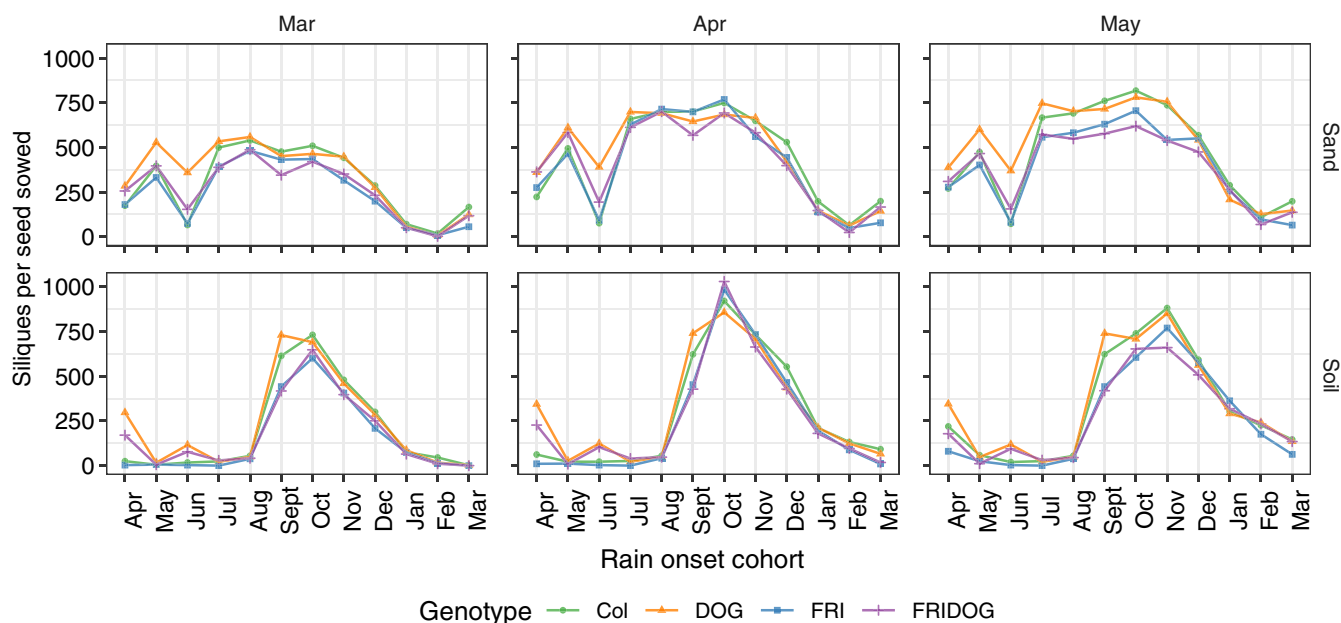 Mar Apr May
1000
750
500
250
0
Sand
1000
750
500
250
0
Soil
Siliques per seed sowed
Apr May Jun Jul Aug Sept Oct Nov Dec Jan Feb Mar
Apr May Jun Jul Aug Sept Oct Nov Dec Jan Feb Mar
Apr May Jun Jul Aug Sept Oct Nov Dec Jan Feb Mar
Rain onset cohort
Genotype Col DOG FRI FRIDOG